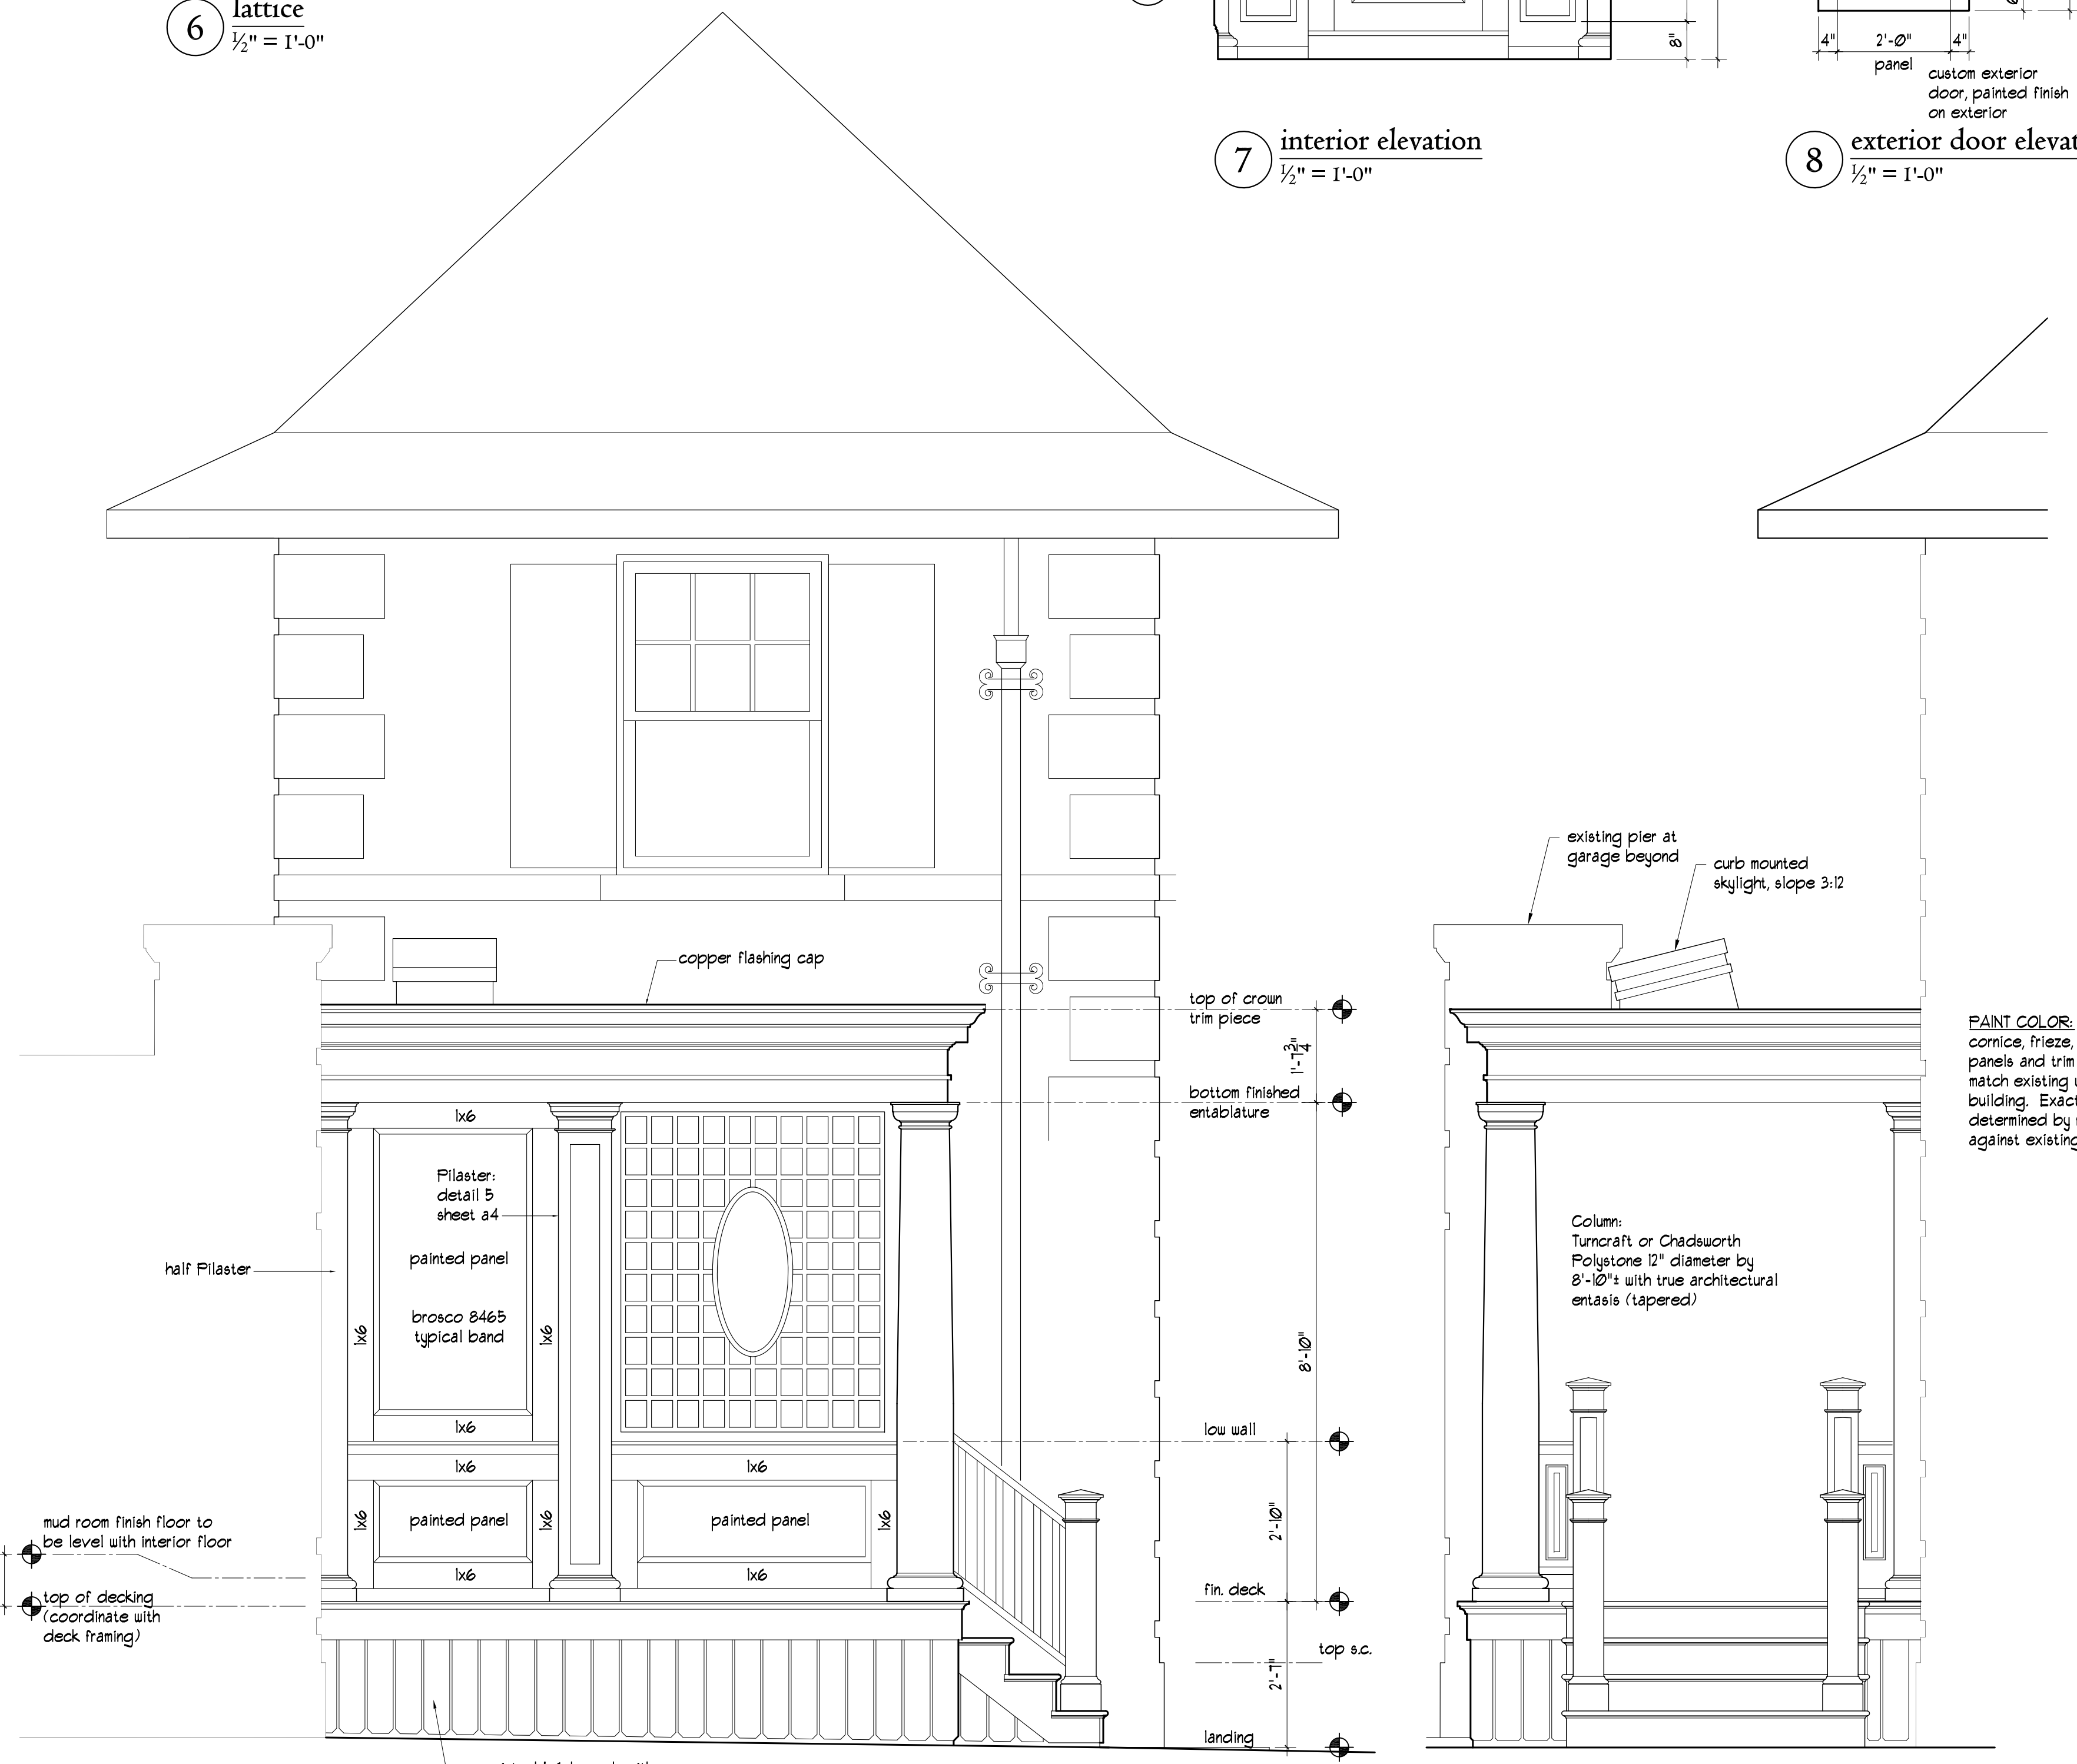 6
lattice
½" = 1'-0"
8"
4"
2'-0"
4"
panel
custom exterior
door, painted finish
on exterior
7
interior elevation
½" = 1'-0"
8
exterior door
½" = 1'-0"
existing pier at
garage beyond
curb mounted
skylight, slope 3:12
copper flashing cap
top of crown
trim piece
1'-7¾"
bottom finished
entablature
PAINT COLOR:
cornice, frieze,
panels and trim
match existing
building. Exact
determined by
against existing
1x6
Pilaster:
detail 5
sheet a4
painted panel
half Pilaster
brosco 8465
typical band
1x6
1x6
1x6
Column:
Turncraft or Chadsworth
Polystone 12" diameter by
8'-10"± with true architectural
entasis (tapered)
8'-10"
low wall
1x6
1x6
1x6
painted panel
1x6
painted panel
1x6
1x6
1x6
2'-10"
mud room finish floor to
be level with interior floor
top of decking
(coordinate with
deck framing)
fin. deck
top s.c.
2'-7"
landing